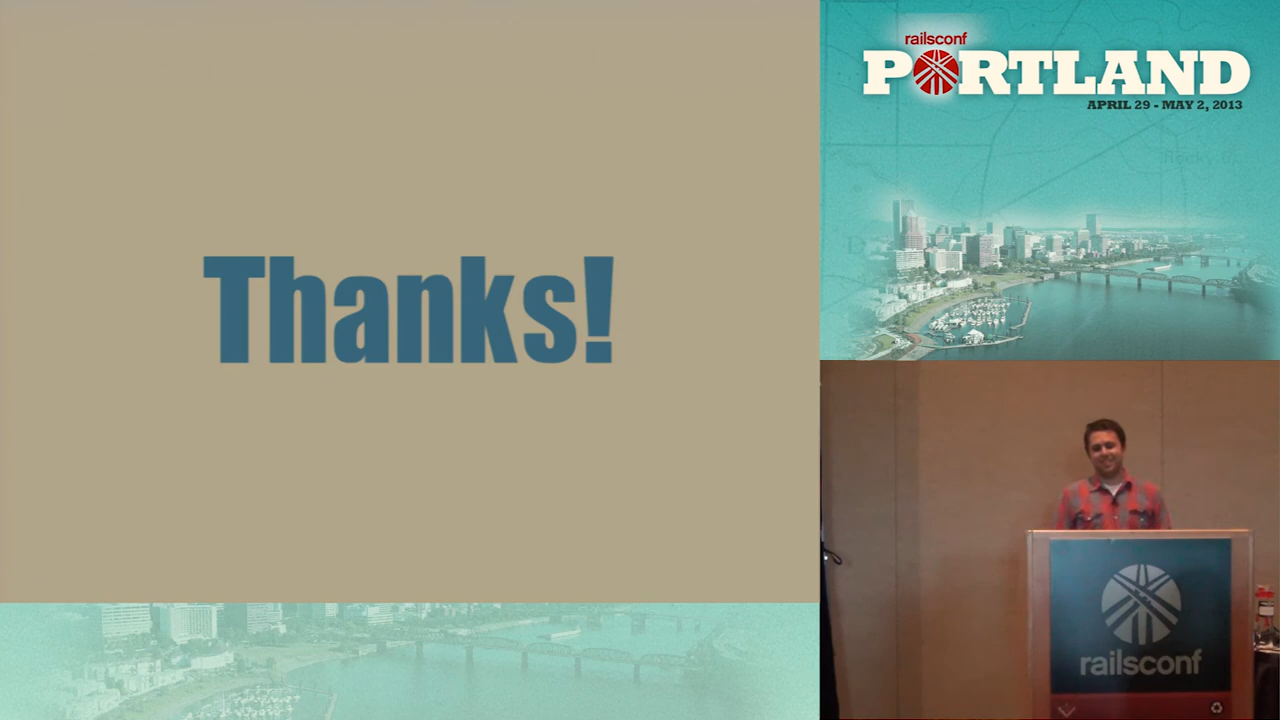 Thanks!
railsconf
PORTLAND
APRIL 29 - MAY 2, 2013
railsconf